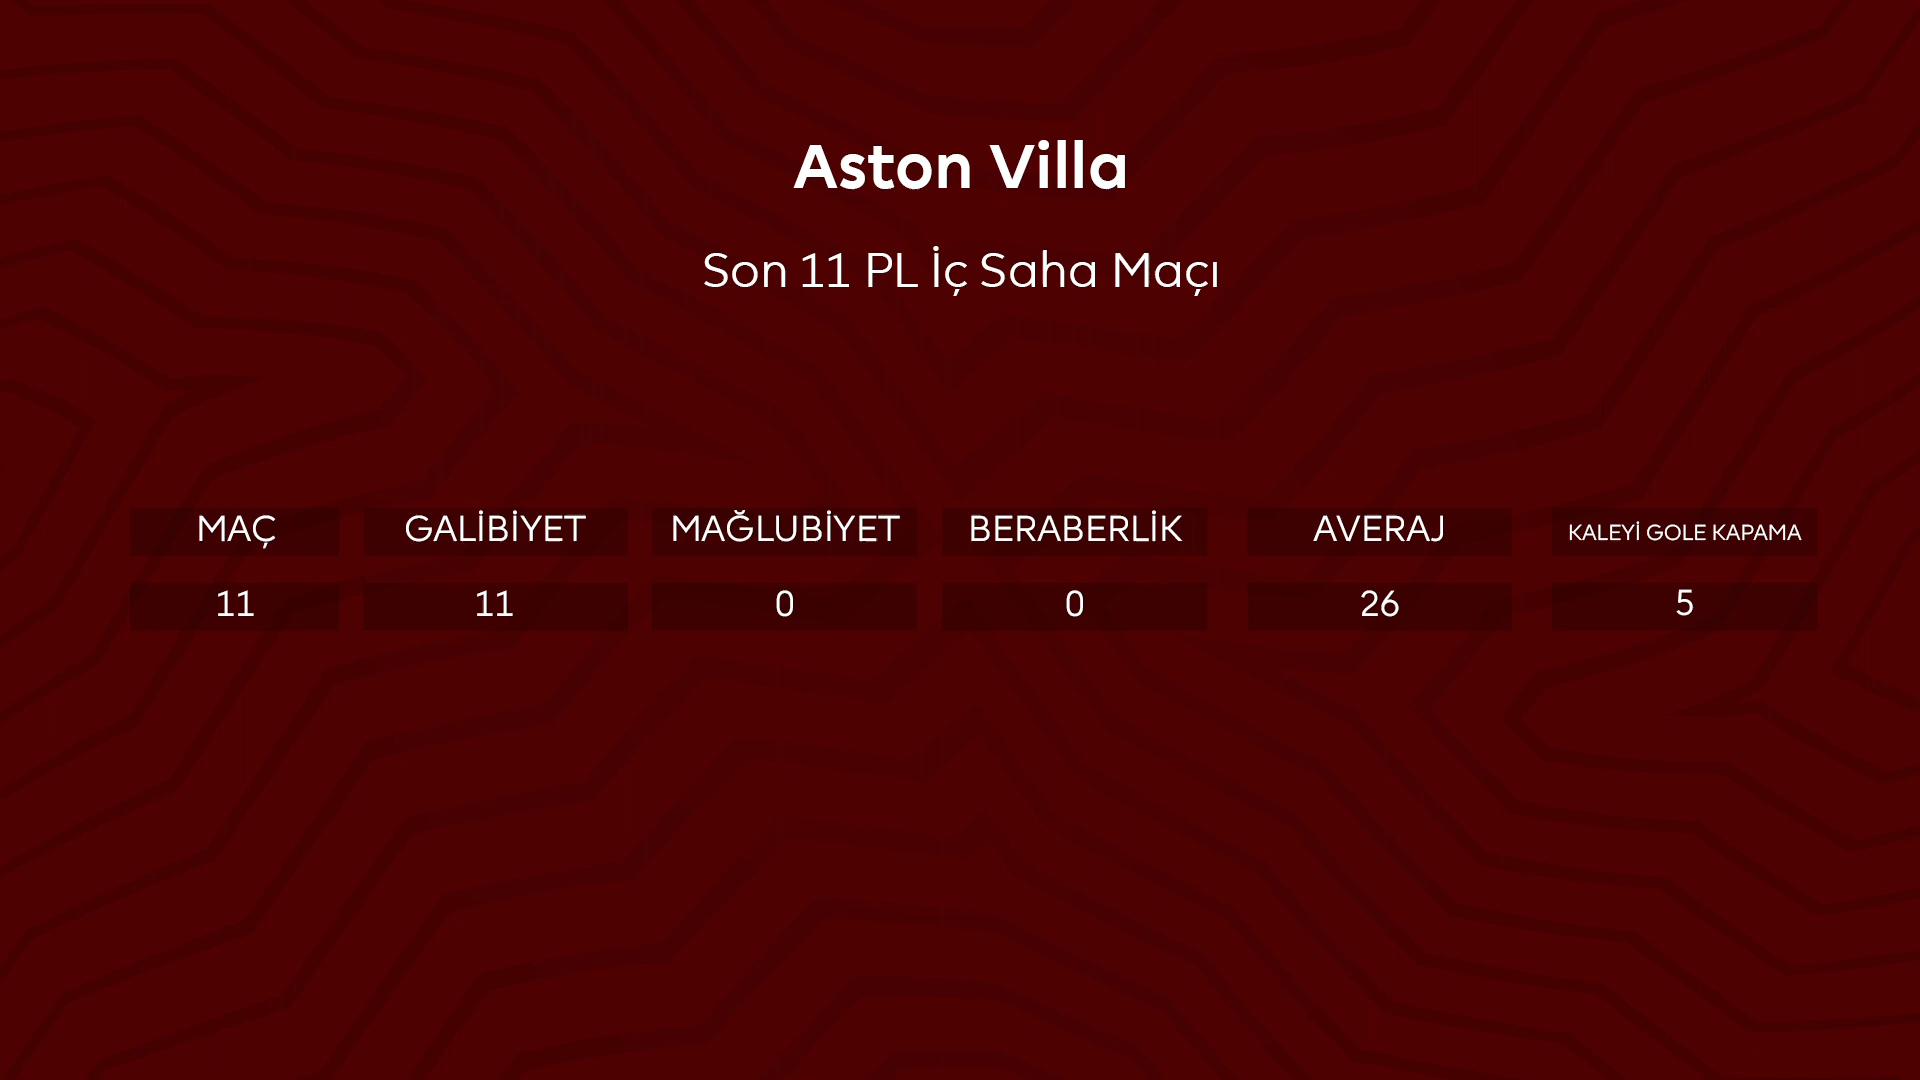 Aston Villa
Son 11 PL İç Saha Maçı
MAÇ GALİBİYET MAĞLUBİYET BERABERLİK AVERAJ KALEYİ GOLE KAPAMA
11 11 0 0 26 5